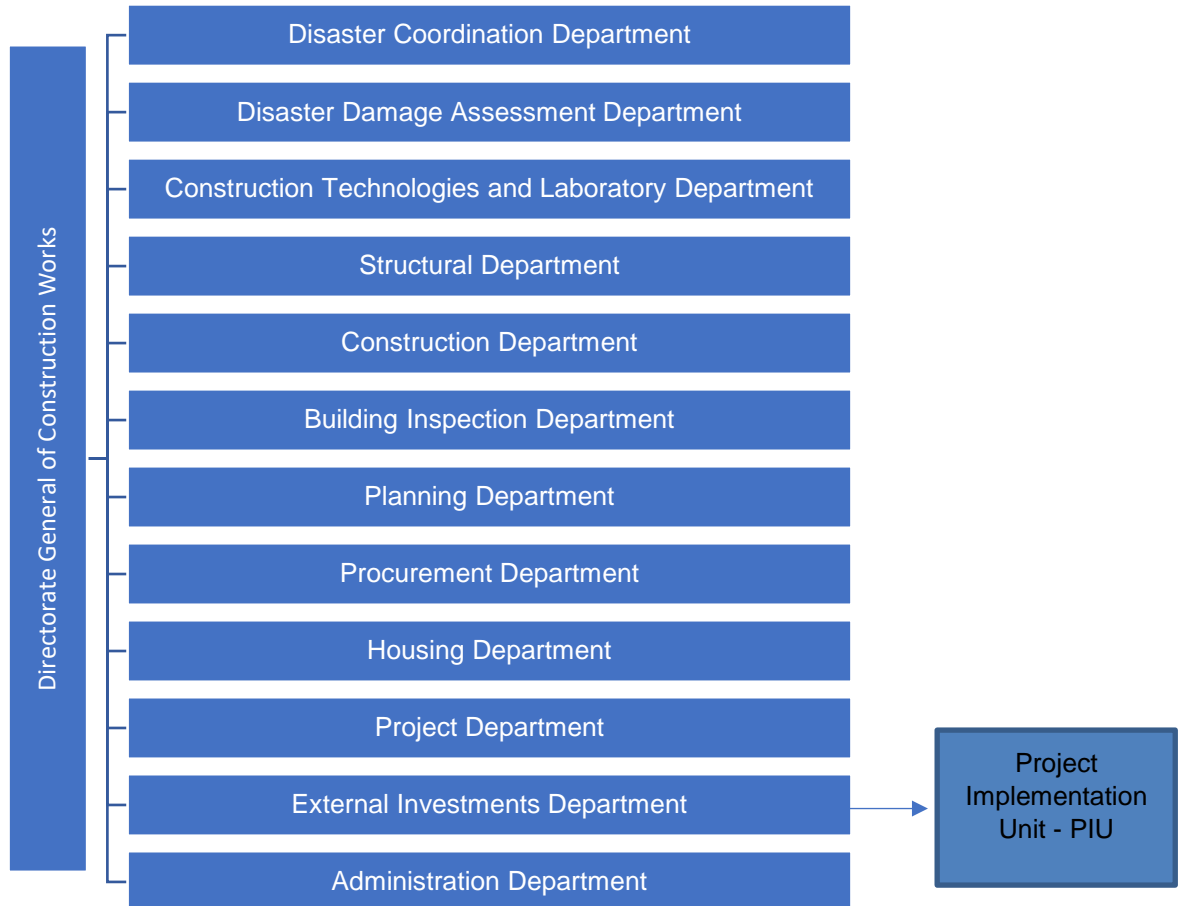 Directorate General of Construction Works
Disaster Coordination Department
Disaster Damage Assessment Department
Construction Technologies and Laboratory Department
Structural Department
Construction Department
Building Inspection Department
Planning Department
Procurement Department
Housing Department
Project Department
External Investments Department
Administration Department
Project
Implementation
Unit - PIU